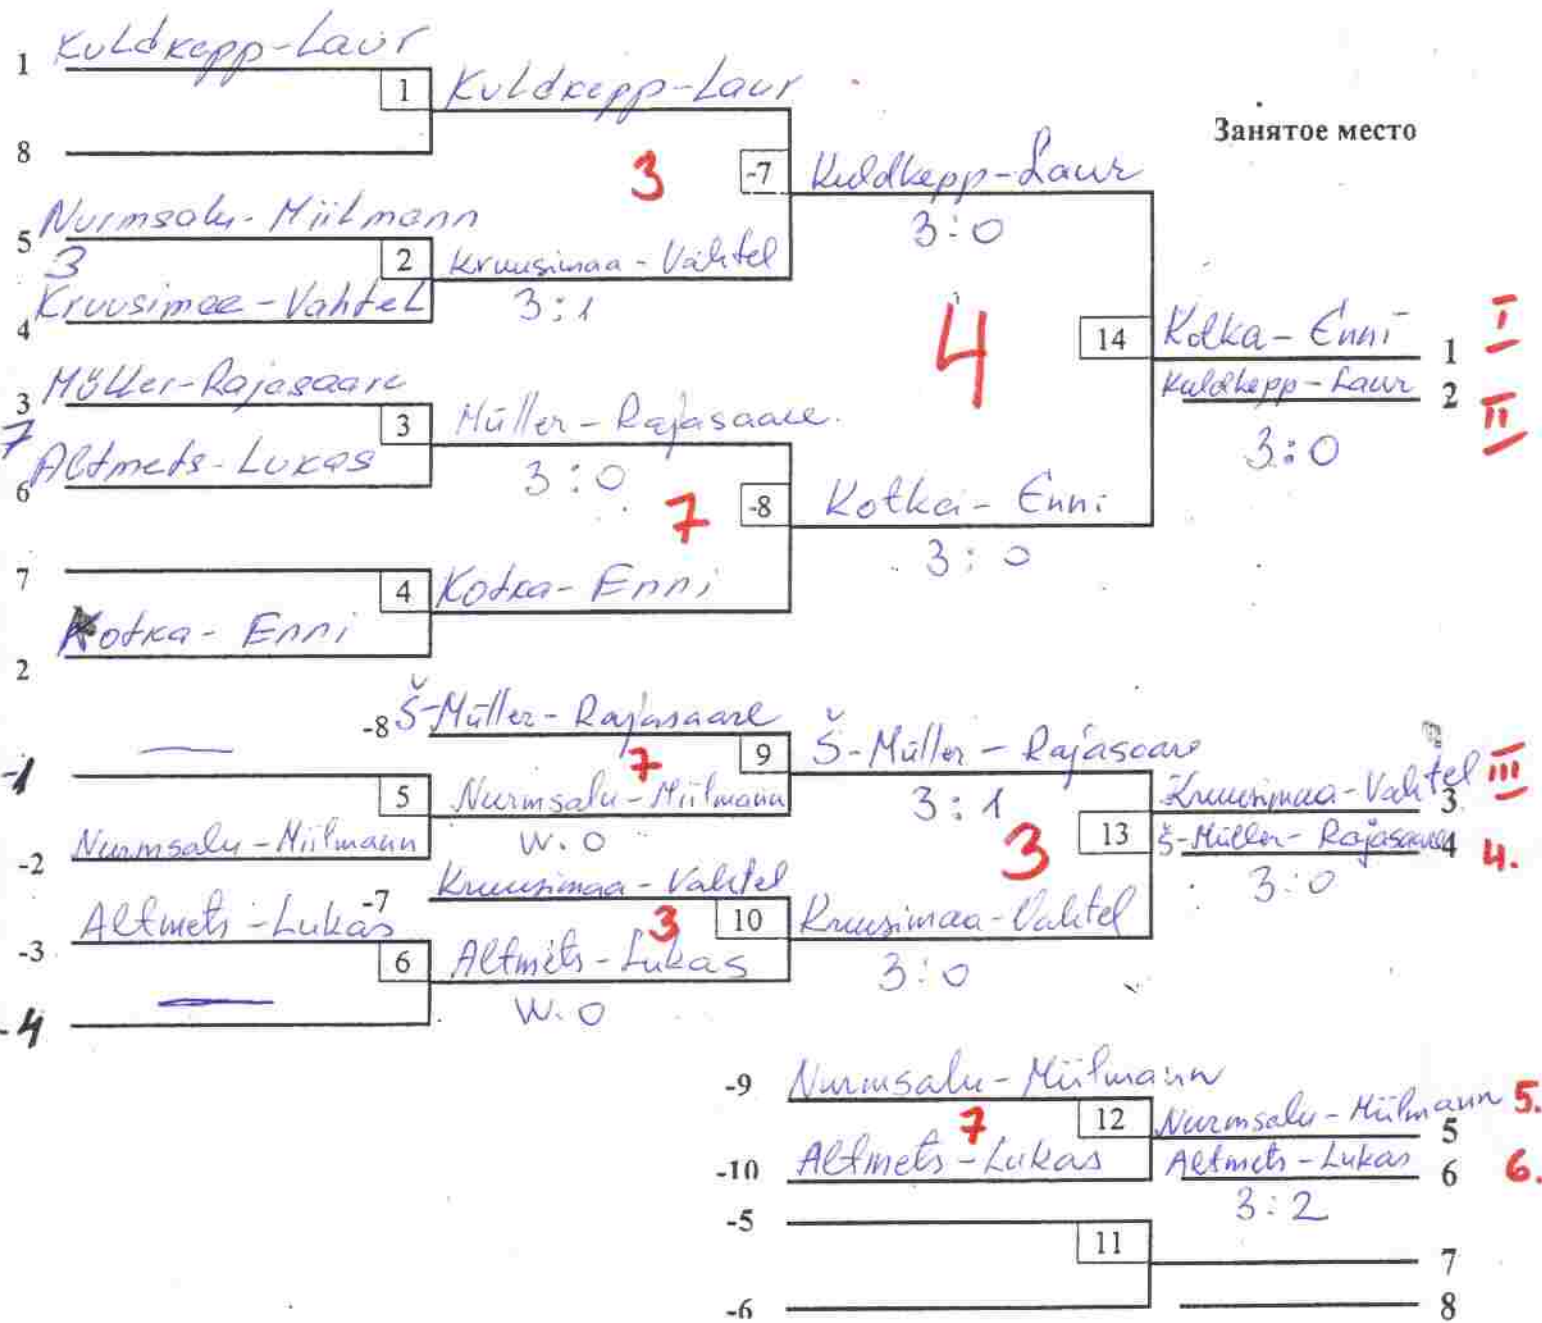 Kuldkepp-Laur
1
1
Kuldkepp-Laur
8
Занятое место
3
-7
Kuldkepp-Laur
3:0
Nurmsalu-Miilmann
5
3
2
Kruusimaa-Vahtel
Kruusimae-Vahtel
4
3:1
4
14
Kotka-Enni
1
I
Kuldkepp-Laur
2
II
3:0
Müller-Rajasaare
3
3
Müller-Rajasaare.
7
Altmets-Lukas
6
3:0
7
-8
Kotka-Enni
3:0
7
4
Kotka-Enni
Kotka-Enni
2
-8
Š-Müller-Rajasaare
-1
7
9
Š-Müller-Rajasaare
3:1
5
Nurmsalu-Miilmann
W.O
Nurmsalu-Miilmann
-2
Kruusimaa-Vahtel
3
III
3
13
Š-Müller-Rajasaare
4
4.
3:0
-7
Kruusimaa-Vahtel
Altmets-Lukas
-3
3
10
Kruusimaa-Vahtel
3:0
6
Altmets-Lukas
W.O
-4
-9
Nurmsalu-Miilmann
7
12
Nurmsalu-Miilmann
5
5.
-10
Altmets-Lukas
Altmets-Lukas
6
6.
3:2
-5
11
7
-6
8